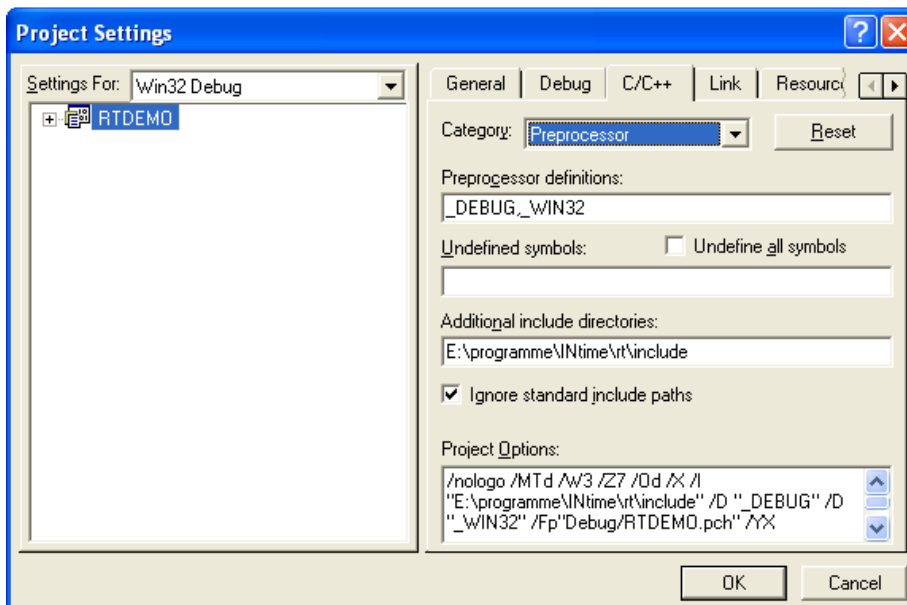 Project Settings
Settings For: Win32 Debug
RTDEMO
General Debug C/C++ Link
Category: Preprocessor Reset
Preprocessor definitions:
_DEBUG,_WIN32
Undefined symbols: Undefine all symbols
Additional include directories:
E:\programme\INtime\rt\include
Ignore standard include paths
Project Options:
/nologo /MTd /W3 /Z7 /Od /X /I
"E:\programme\INtime\rt\include" /D "_DEBUG" /D
"_WIN32" /Fp"Debug/RTDEMO.pch" /YX
OK Cancel